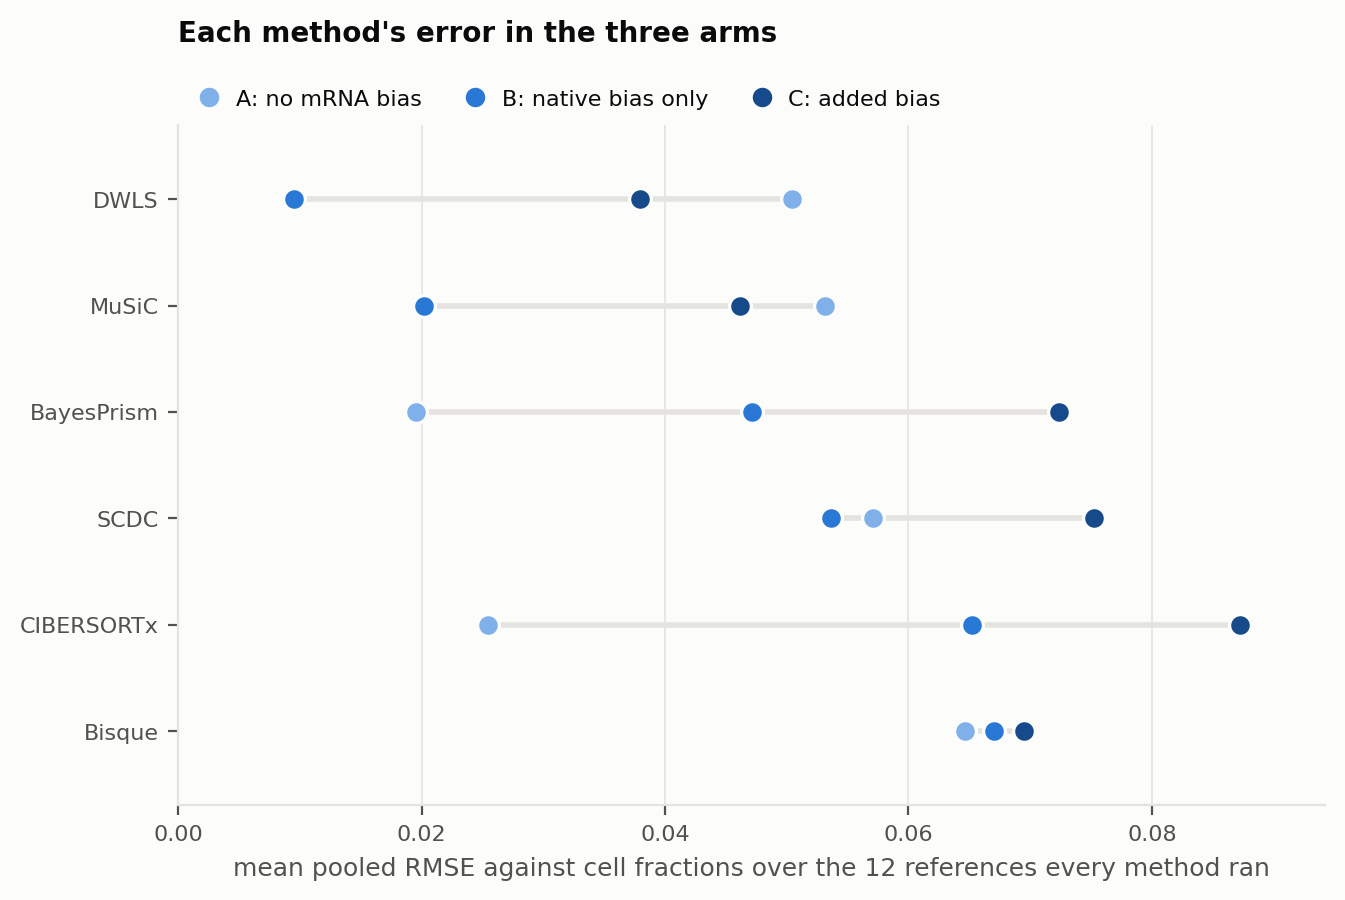 Each method's error in the three arms
A: no mRNA bias B: native bias only C: added bias
DWLS
MuSiC
BayesPrism
SCDC
CIBERSORTx
Bisque
0.00 0.02 0.04 0.06 0.08
mean pooled RMSE against cell fractions over the 12 references every method ran